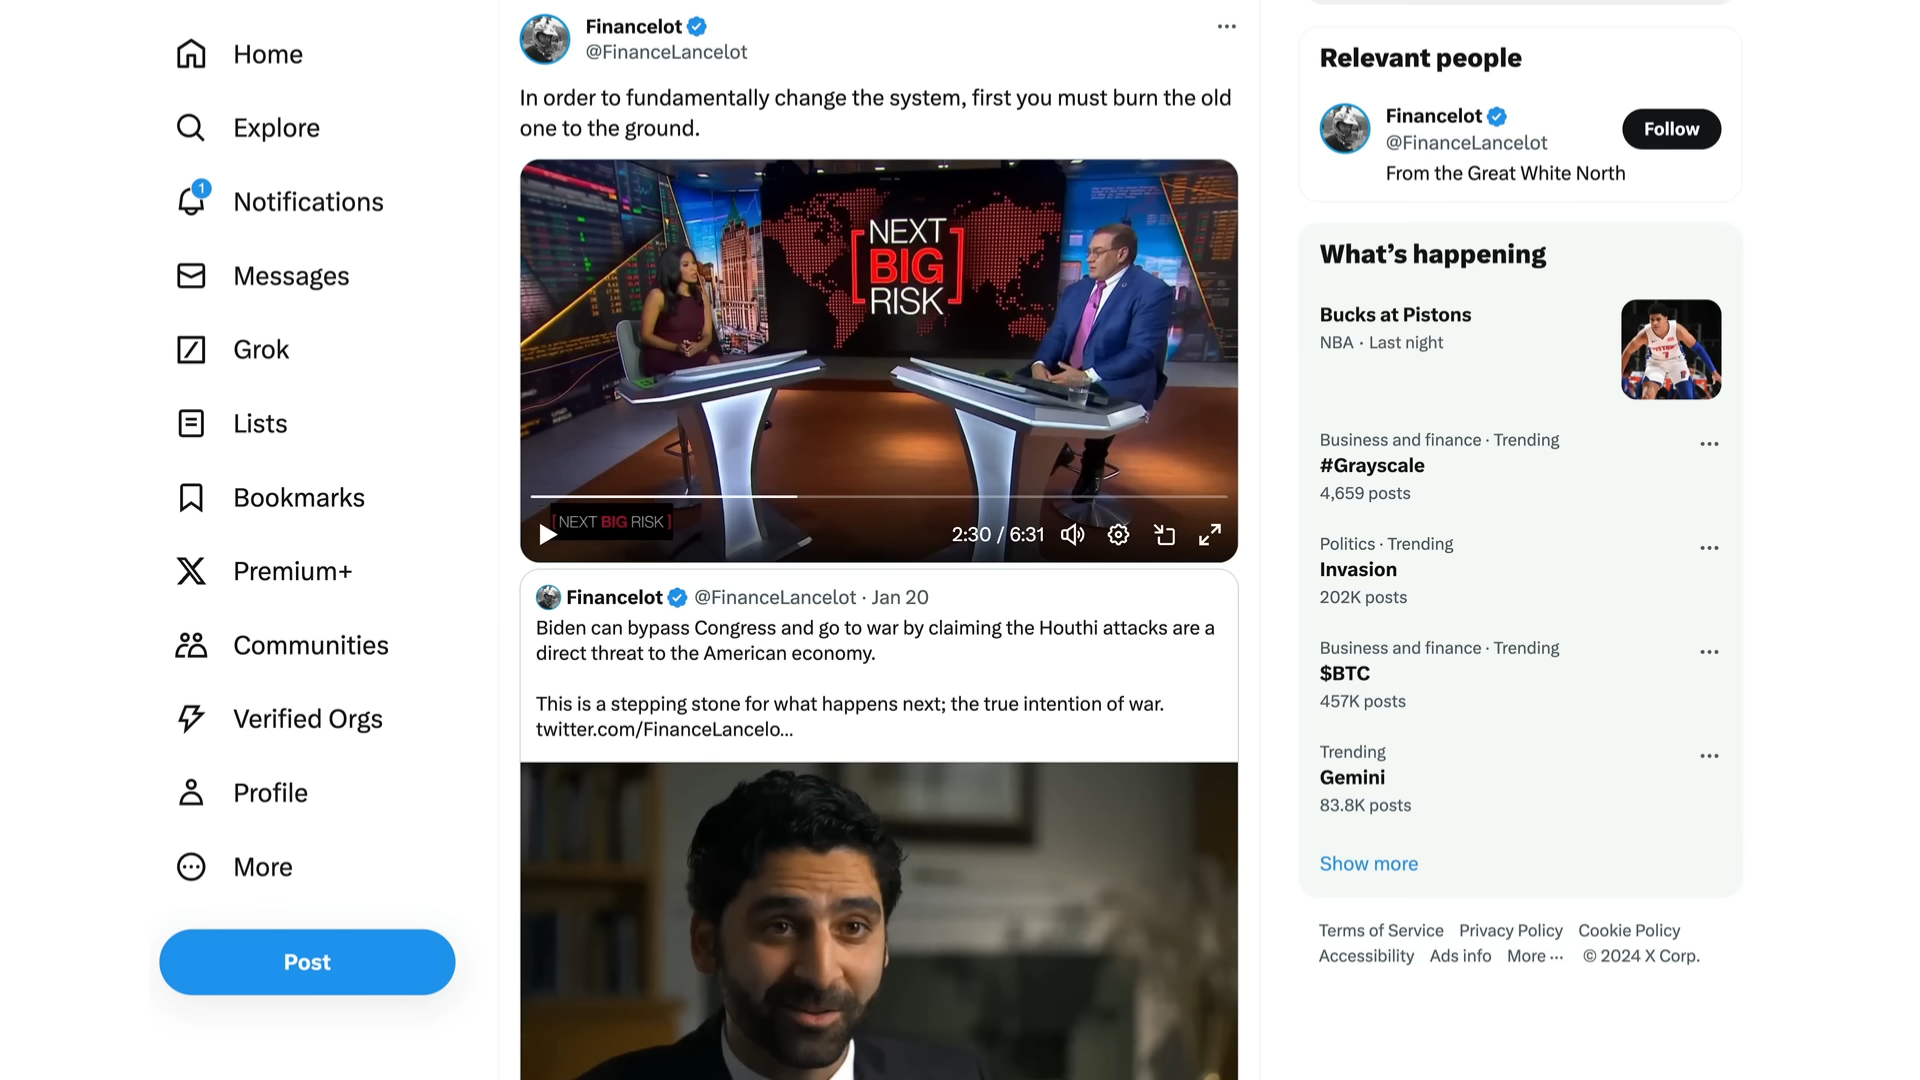 Home
Explore
1
Notifications
Messages
Grok
Lists
Bookmarks
Premium+
Communities
Verified Orgs
Profile
More
Post
Financelot
@FinanceLancelot
In order to fundamentally change the system, first you must burn the old
one to the ground.
NEXT
BIG
RISK
[NEXT BIG RISK]
2:30 / 6:31
Financelot @FinanceLancelot · Jan 20
Biden can bypass Congress and go to war by claiming the Houthi attacks are a
direct threat to the American economy.
This is a stepping stone for what happens next; the true intention of war.
twitter.com/FinanceLancelo...
Relevant people
Financelot
@FinanceLancelot
Follow
From the Great White North
What’s happening
Bucks at Pistons
NBA · Last night
Business and finance · Trending
#Grayscale
4,659 posts
Politics · Trending
Invasion
202K posts
Business and finance · Trending
$BTC
457K posts
Trending
Gemini
83.8K posts
Show more
Terms of Service Privacy Policy Cookie Policy
Accessibility Ads info More ··· © 2024 X Corp.